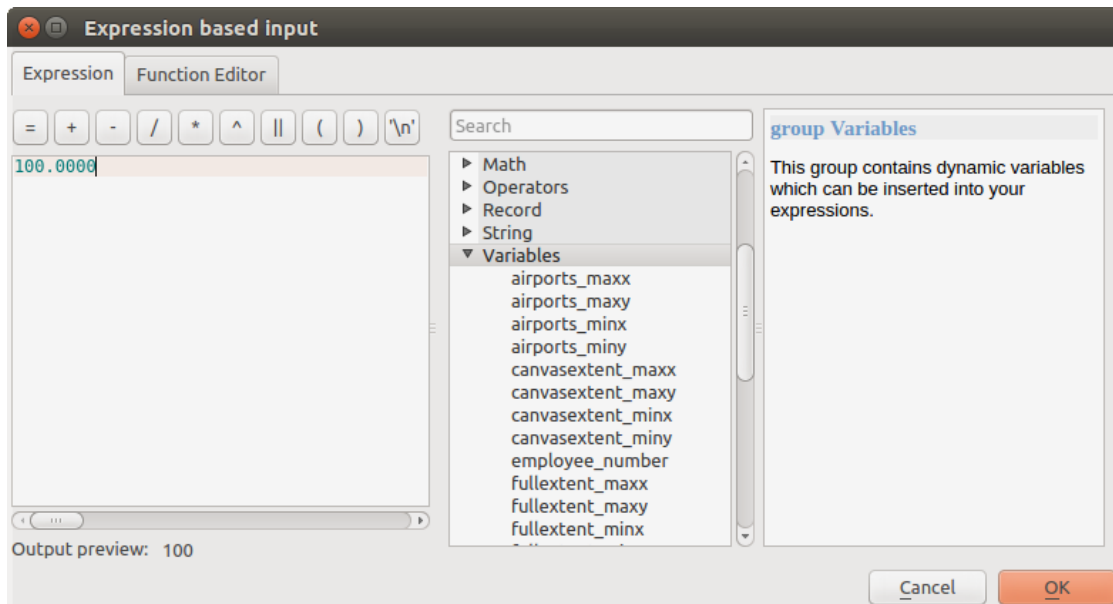 Expression based input
Expression
Function Editor
= + - / * ^ || ( ) '\n'
100.0000
Output preview: 100
Search
Math
Operators
Record
String
Variables
airports_maxx
airports_maxy
airports_minx
airports_miny
canvasextent_maxx
canvasextent_maxy
canvasextent_minx
canvasextent_miny
employee_number
fullextent_maxx
fullextent_maxy
fullextent_minx
group Variables
This group contains dynamic variables
which can be inserted into your
expressions.
Cancel
OK